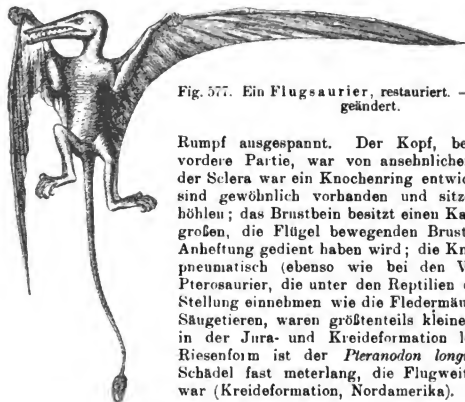 Fig. 577. Ein Flugsaurier, restauriert. —
geändert.
Rumpf ausgespannt. Der Kopf, be
vordere Partie, war von ansehnliche
der Sclera war ein Knochenring entwic
sind gewöhnlich vorhanden und sitz
höhlen; das Brustbein besitzt einen Ka
großen, die Flügel bewegenden Brust
Anheftung gedient haben wird; die Kn
pneumatisch (ebenso wie bei den V
Pterosaurier, die unter den Reptilien
Stellung einnehmen wie die Fledermäu
Säugetieren, waren größtenteils kleine
in der Jura- und Kreideformation l
Riesenform ist der Pteranodon long
Schädel fast meterlang, die Flugweit
war (Kreideformation, Nordamerika).